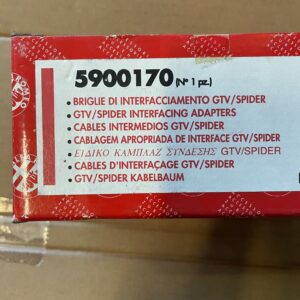 5900170 (N° 1 pz.)
• BRIGLIE DI INTERFACCIAMENTO GTV/SPIDER
• GTV/SPIDER INTERFACING ADAPTERS
• CABLES INTERMEDIOS GTV/SPIDER
• CABLAGEM APROPRIADA DE INTERFACE GTV/SPIDER
• ΕΙΔΙΚΟ ΚΑΜΠΛΑΖ ΣΥΝΔΕΣΗΣ GTV/SPIDER
• CABLES D'INTERFAÇAGE GTV/SPIDER
• GTV/SPIDER KABELBAUM